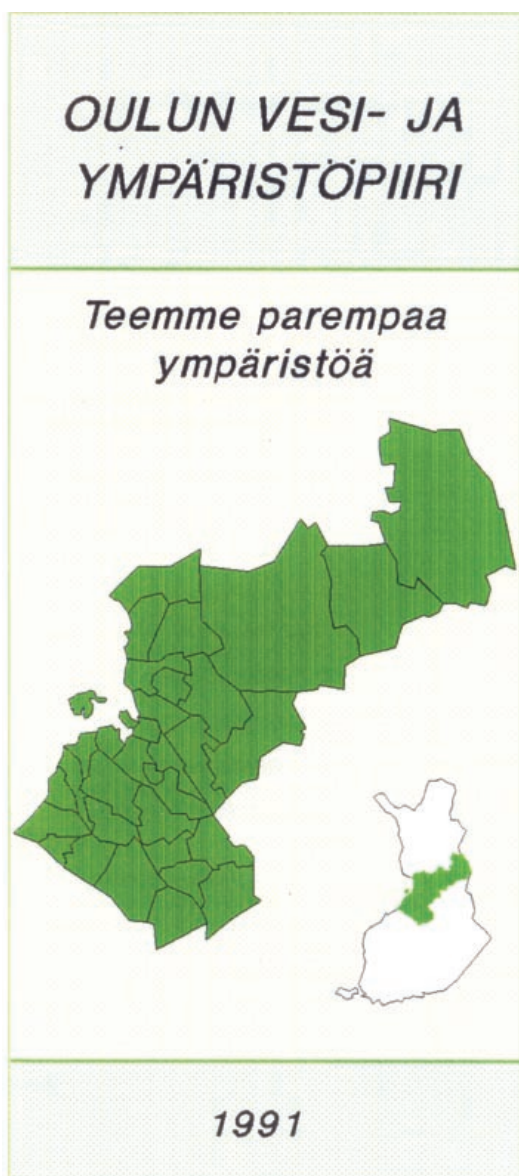 OULUN VESI- JA
YMPÄRISTÖPIIRI
Teemme parempaa
ympäristöä
1991